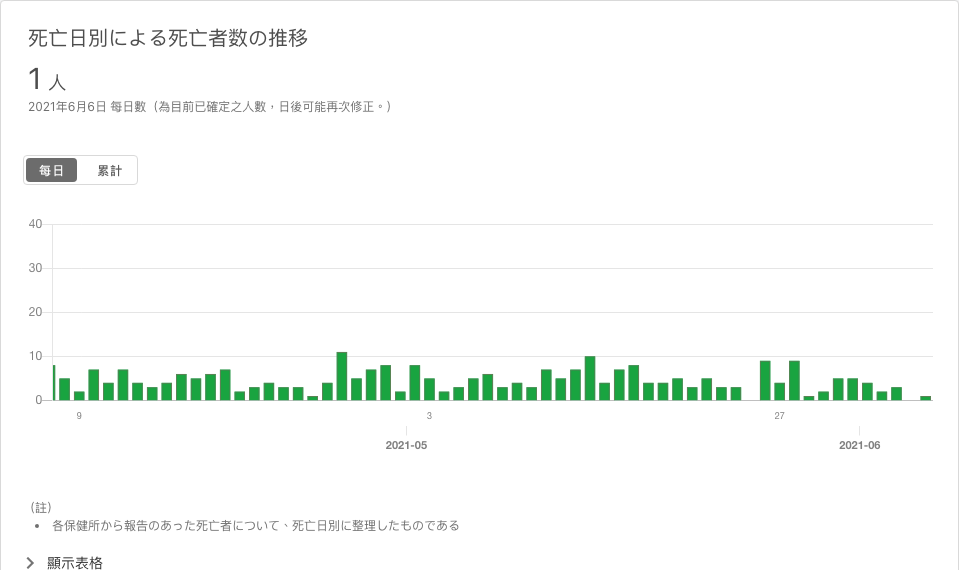 死亡日別による死亡者数の推移
1 人
2021年6月6日 每日數（為目前已確定之人數，日後可能再次修正。）
每日 累計
40
30
20
10
0
9 3 27
2021-05 2021-06
（註）
• 各保健所から報告のあった死亡者について、死亡日別に整理したものである
顯示表格